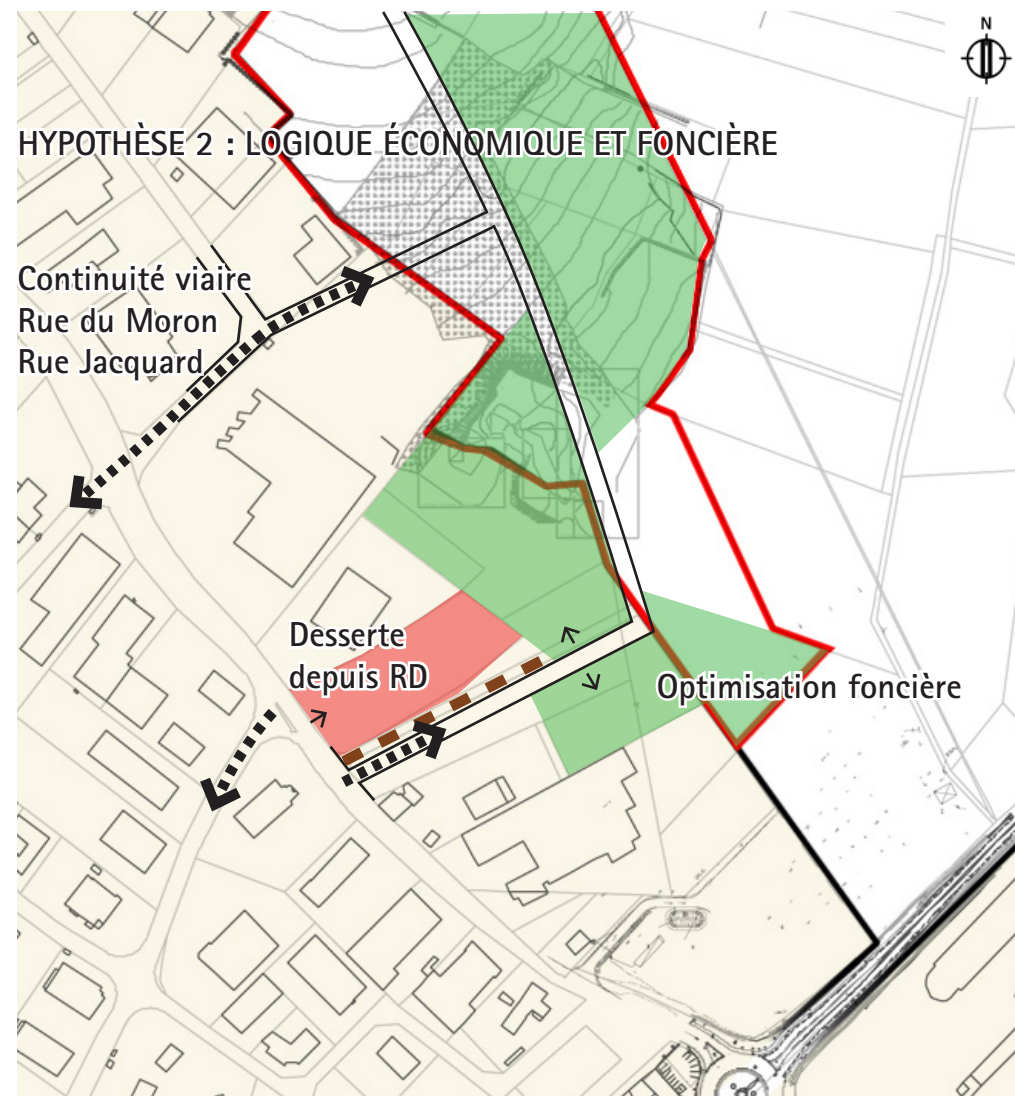 N
HYPOTHÈSE 2 : LOGIQUE ÉCONOMIQUE ET FONCIÈRE
Continuité viaire
Rue du Moron
Rue Jacquard
Desserte
depuis RD
Optimisation foncière